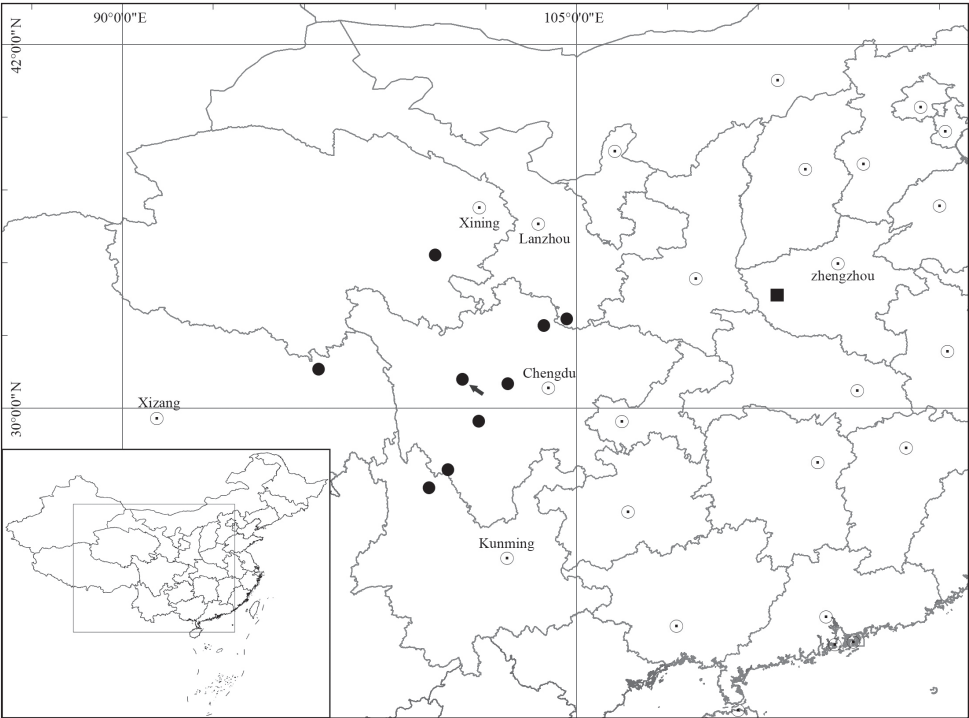 90°0'0"E
105°0'0"E
42°0'0"N
Xining
Lanzhou
zhengzhou
Chengdu
Xizang
30°0'0"N
Kunming